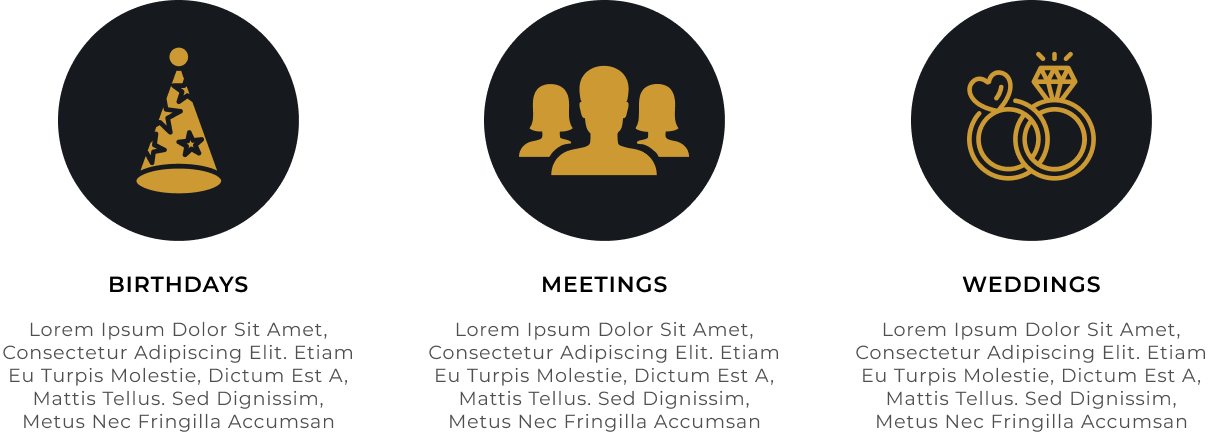 BIRTHDAYS
Lorem Ipsum Dolor Sit Amet,
Consectetur Adipiscing Elit. Etiam
Eu Turpis Molestie, Dictum Est A,
Mattis Tellus. Sed Dignissim,
Metus Nec Fringilla Accumsan
MEETINGS
Lorem Ipsum Dolor Sit Amet,
Consectetur Adipiscing Elit. Etiam
Eu Turpis Molestie, Dictum Est A,
Mattis Tellus. Sed Dignissim,
Metus Nec Fringilla Accumsan
WEDDINGS
Lorem Ipsum Dolor Sit Amet,
Consectetur Adipiscing Elit. Etiam
Eu Turpis Molestie, Dictum Est A,
Mattis Tellus. Sed Dignissim,
Metus Nec Fringilla Accumsan